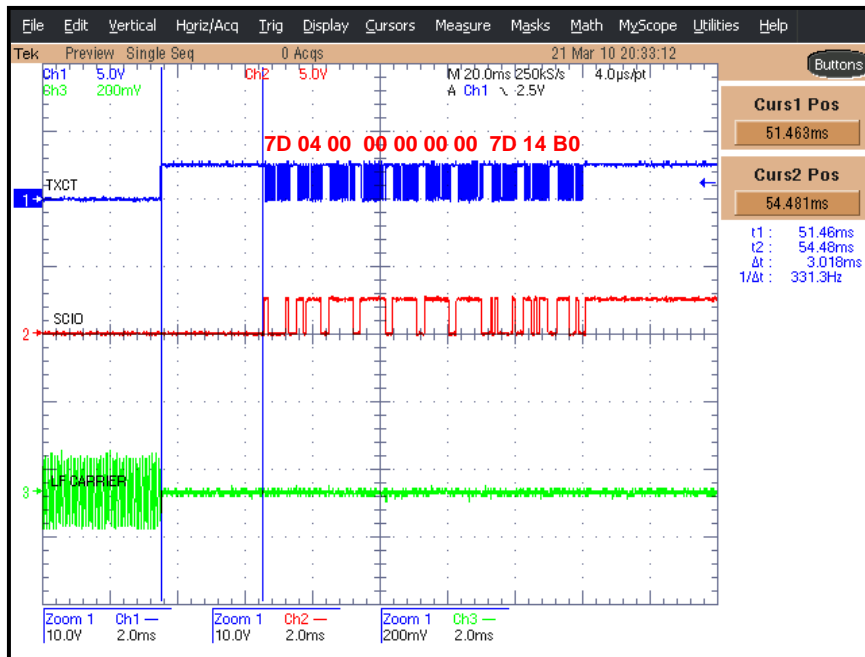 File Edit Vertical Horiz/Acq Trig Display Cursors Measure Masks Math MyScope Utilities Help
Tek Preview Single Seq 0 Acqs 21 Mar 10 20:33:12
Buttons
Ch1 5.0V Ch2 5.0V M 20.0ms 250kS/s 4.0µs/pt
Ch3 200mV A Ch1 \ -2.5V
Curs1 Pos
51.463ms
7D 04 00 00 00 00 00 7D 14 B0
Curs2 Pos
54.481ms
TXCT
1
t1 : 51.46ms
t2 : 54.48ms
Δt : 3.018ms
1/Δt : 331.3Hz
SCIO
2
LF CARRIER
3
Zoom 1 Ch1 Zoom 1 Ch2 Zoom 1 Ch3
10.0V 2.0ms 10.0V 2.0ms 200mV 2.0ms